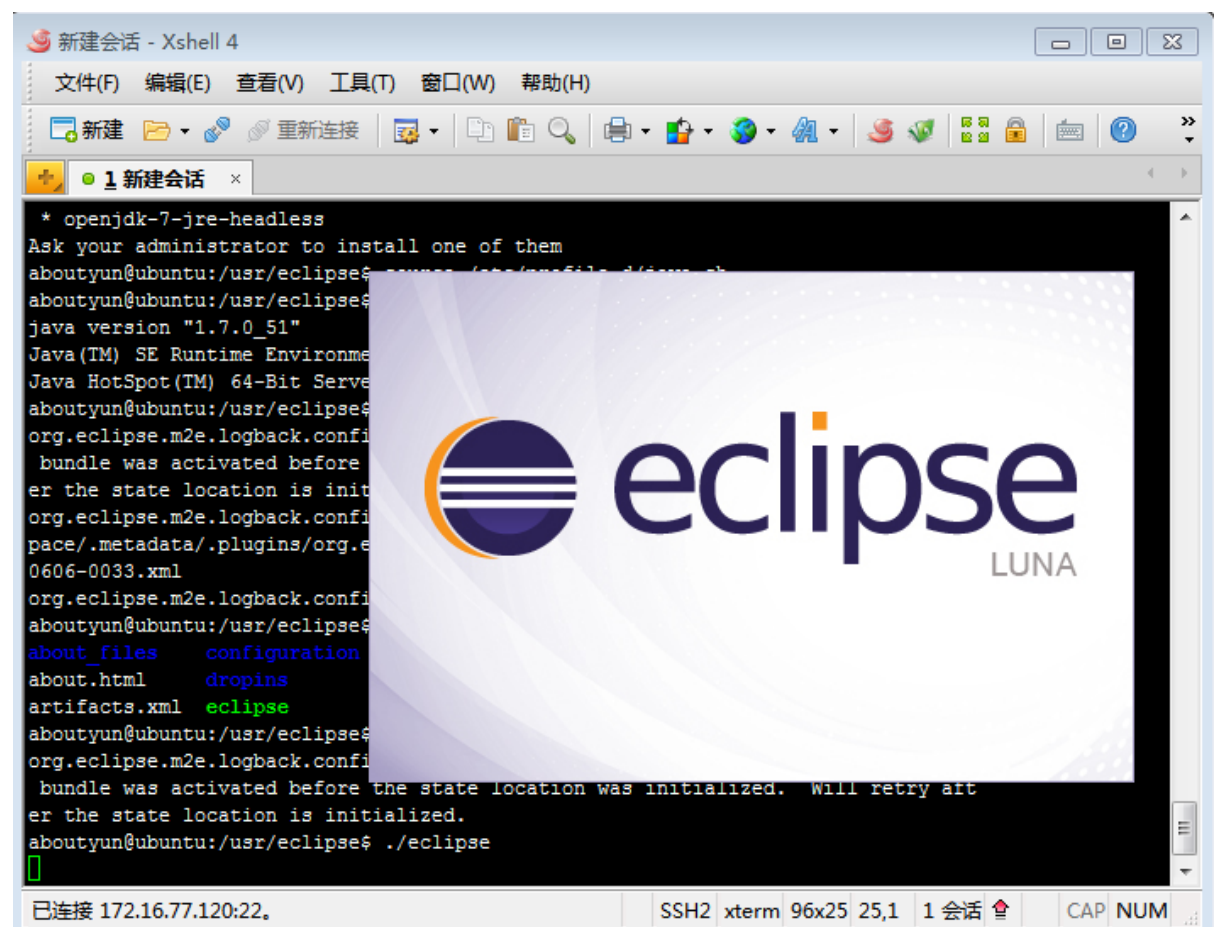 新建会话 - Xshell 4
文件(F) 编辑(E) 查看(V) 工具(T) 窗口(W) 帮助(H)
新建 重新连接
1 新建会话 ×
* openjdk-7-jre-headless
Ask your administrator to install one of them
aboutyun@ubuntu:/usr/eclipse$ source /etc/profile.d/java.sh
aboutyun@ubuntu:/usr/eclipse$
java version "1.7.0_51"
Java(TM) SE Runtime Environme
Java HotSpot(TM) 64-Bit Serve
aboutyun@ubuntu:/usr/eclipse$
org.eclipse.m2e.logback.confi
bundle was activated before
er the state location is init
org.eclipse.m2e.logback.confi
pace/.metadata/.plugins/org.e
0606-0033.xml
org.eclipse.m2e.logback.confi
aboutyun@ubuntu:/usr/eclipse$
about_files configuration
about.html dropins
artifacts.xml eclipse
aboutyun@ubuntu:/usr/eclipse$
org.eclipse.m2e.logback.confi
bundle was activated before the state location was initialized. Will retry aft
er the state location is initialized.
aboutyun@ubuntu:/usr/eclipse$ ./eclipse
eclipse
LUNA
已连接 172.16.77.120:22。 SSH2 xterm 96x25 25,1 1 会话 CAP NUM